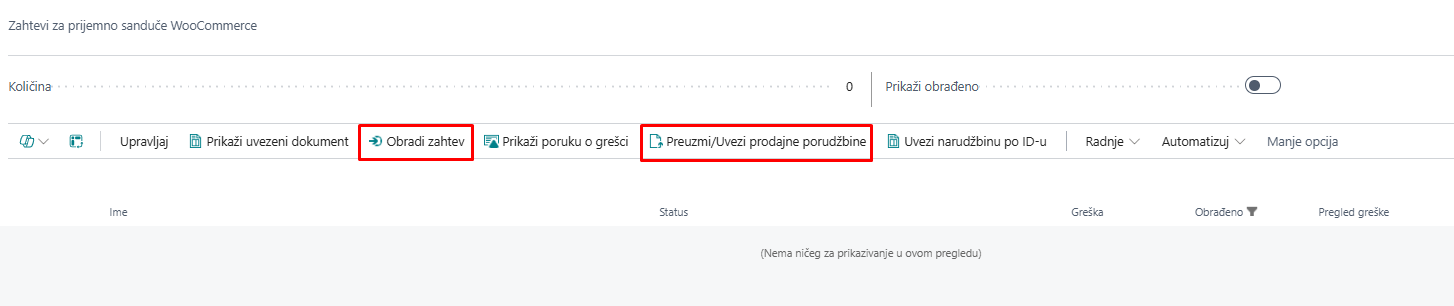 Zahtevi za prijemno sanduče WooCommerce
Količina 0 Prikaži obrađeno
Upravljaj Prikaži uvezeni dokument Obradi zahtev Prikaži poruku o grešci Preuzmi/Uvezi prodajne porudžbine Uvezi narudžbinu po ID-u Radnje Automatizuj Manje opcija
Ime Status Greška Obrađeno Pregled greške
(Nema ničeg za prikazivanje u ovom pregledu)